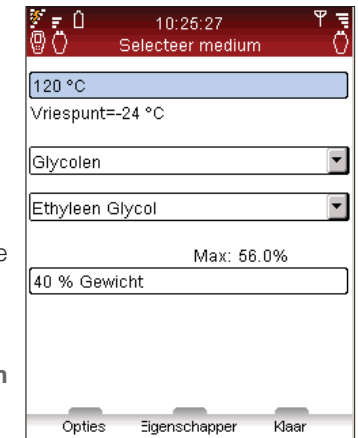 10:25:27
Selecteer medium
120 °C
Vriespunt=-24 °C
Glycolen
Ethyleen Glycol
e
Max: 56.0%
40 % Gewicht
n
Opties Eigenschapper Klaar